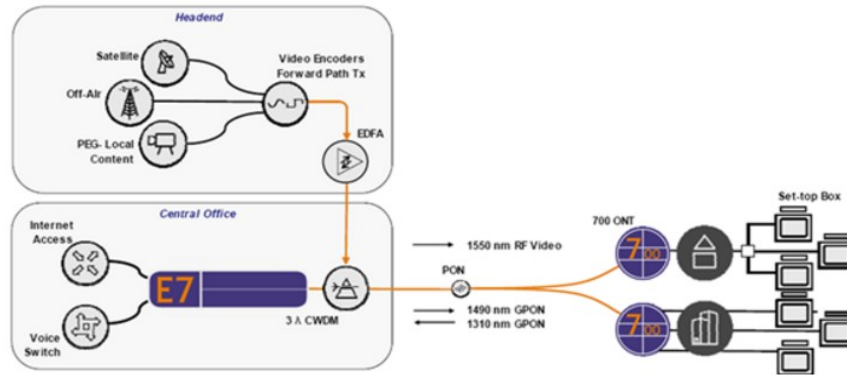 Headend
Satellite
Video Encoders
Forward Path Tx
Off-Air
EDFA
PEG- Local
Content
Central Office
Internet
Access
E7
Voice
Switch
3 λ CWDM
1550 nm RF Video
PON
1490 nm GPON
1310 nm GPON
700 ONT
Set-top Box
700
700